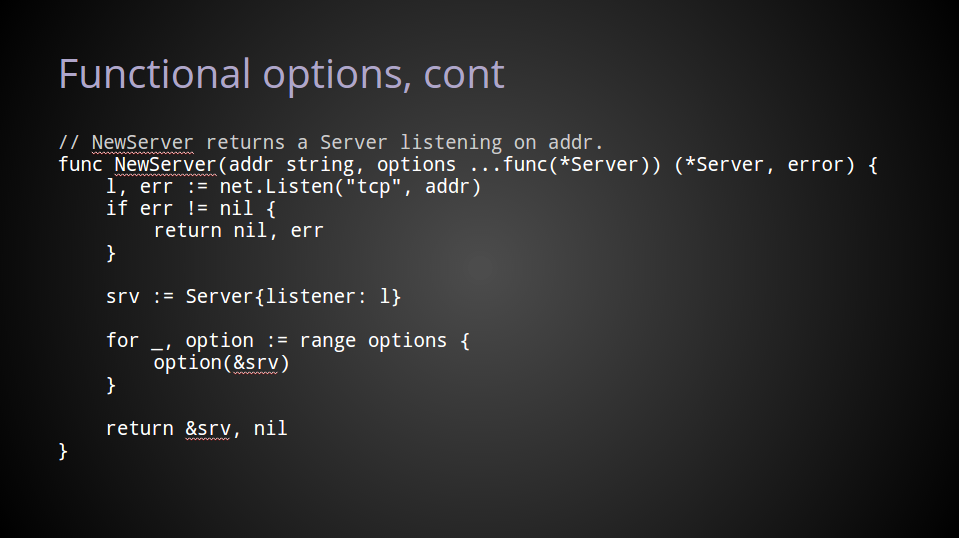 Functional options, cont
// NewServer returns a Server listening on addr.
func NewServer(addr string, options ...func(*Server)) (*Server, error) {
    l, err := net.Listen("tcp", addr)
    if err != nil {
        return nil, err
    }
    srv := Server{listener: l}
    for _, option := range options {
        option(&srv)
    }
    return &srv, nil
}